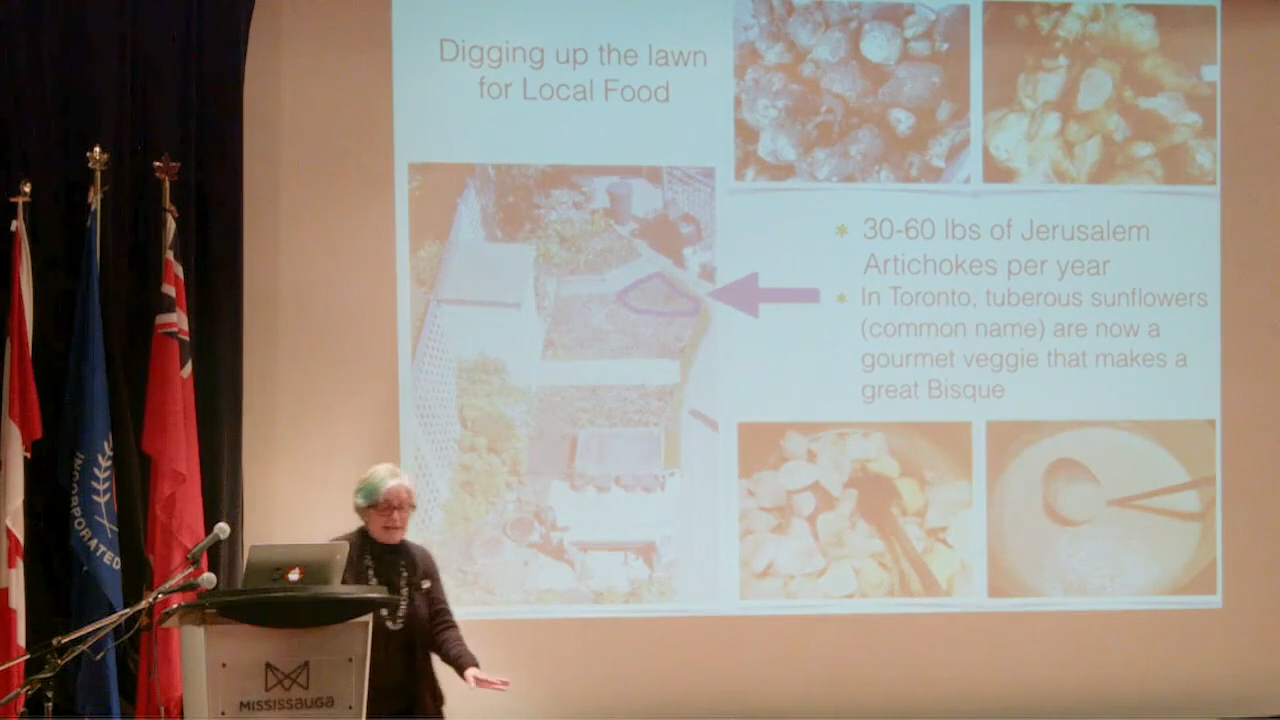 Digging up the lawn
for Local Food
* 30-60 lbs of Jerusalem
Artichokes per year
* In Toronto, tuberous sunflowers
(common name) are now a
gourmet veggie that makes a
great Bisque
INCORPORATED
MISSISSAUGA